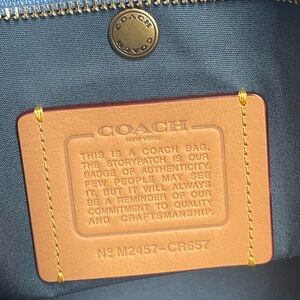 COACH
COACH
COACH
NEW YORK
THIS IS A COACH BAG.
THE STORYPATCH IS OUR
BADGE OF AUTHENTICITY.
FEW PEOPLE MAY SEE
IT, BUT IT WILL ALWAYS
BE A REMINDER OF OUR
COMMITMENT TO QUALITY
AND CRAFTSMANSHIP.
Nº M2457-CR657